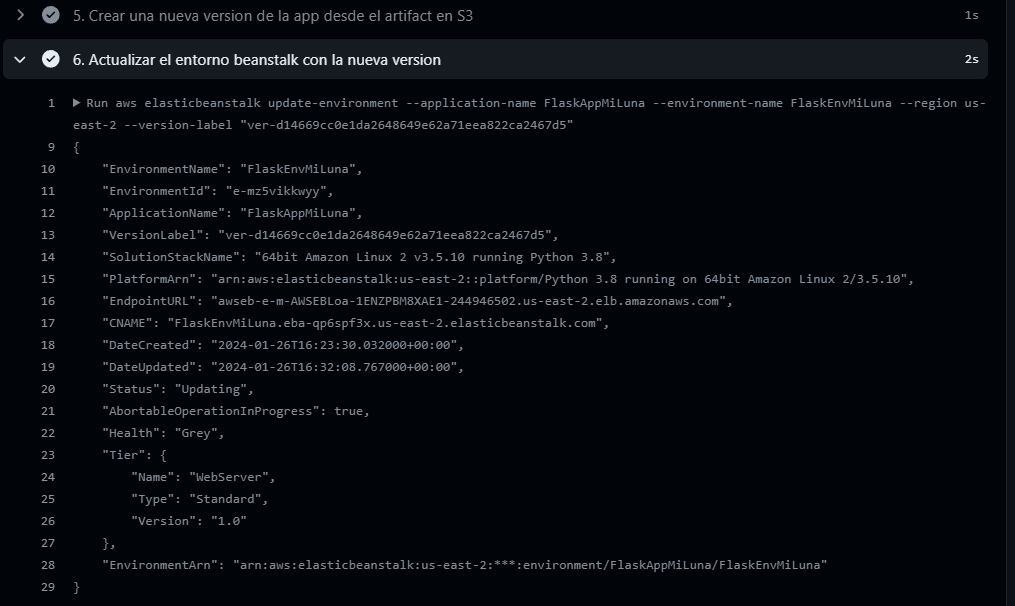 5. Crear una nueva version de la app desde el artifact en S3 1s
6. Actualizar el entorno beanstalk con la nueva version 2s
1 ▶ Run aws elasticbeanstalk update-environment --application-name FlaskAppMiLuna --environment-name FlaskEnvMiLuna --region us-
east-2 --version-label "ver-d14669cc0e1da2648649e62a71eea822ca2467d5"
9 {
10 "EnvironmentName": "FlaskEnvMiLuna",
11 "EnvironmentId": "e-mz5vikkwyy",
12 "ApplicationName": "FlaskAppMiLuna",
13 "VersionLabel": "ver-d14669cc0e1da2648649e62a71eea822ca2467d5",
14 "SolutionStackName": "64bit Amazon Linux 2 v3.5.10 running Python 3.8",
15 "PlatformArn": "arn:aws:elasticbeanstalk:us-east-2::platform/Python 3.8 running on 64bit Amazon Linux 2/3.5.10",
16 "EndpointURL": "awseb-e-m-AWSEBLoa-1ENZPBM8XAE1-244946502.us-east-2.elb.amazonaws.com",
17 "CNAME": "FlaskEnvMiLuna.eba-qp6spf3x.us-east-2.elasticbeanstalk.com",
18 "DateCreated": "2024-01-26T16:23:30.032000+00:00",
19 "DateUpdated": "2024-01-26T16:32:08.767000+00:00",
20 "Status": "Updating",
21 "AbortableOperationInProgress": true,
22 "Health": "Grey",
23 "Tier": {
24 "Name": "WebServer",
25 "Type": "Standard",
26 "Version": "1.0"
27 },
28 "EnvironmentArn": "arn:aws:elasticbeanstalk:us-east-2:***:environment/FlaskAppMiLuna/FlaskEnvMiLuna"
29 }